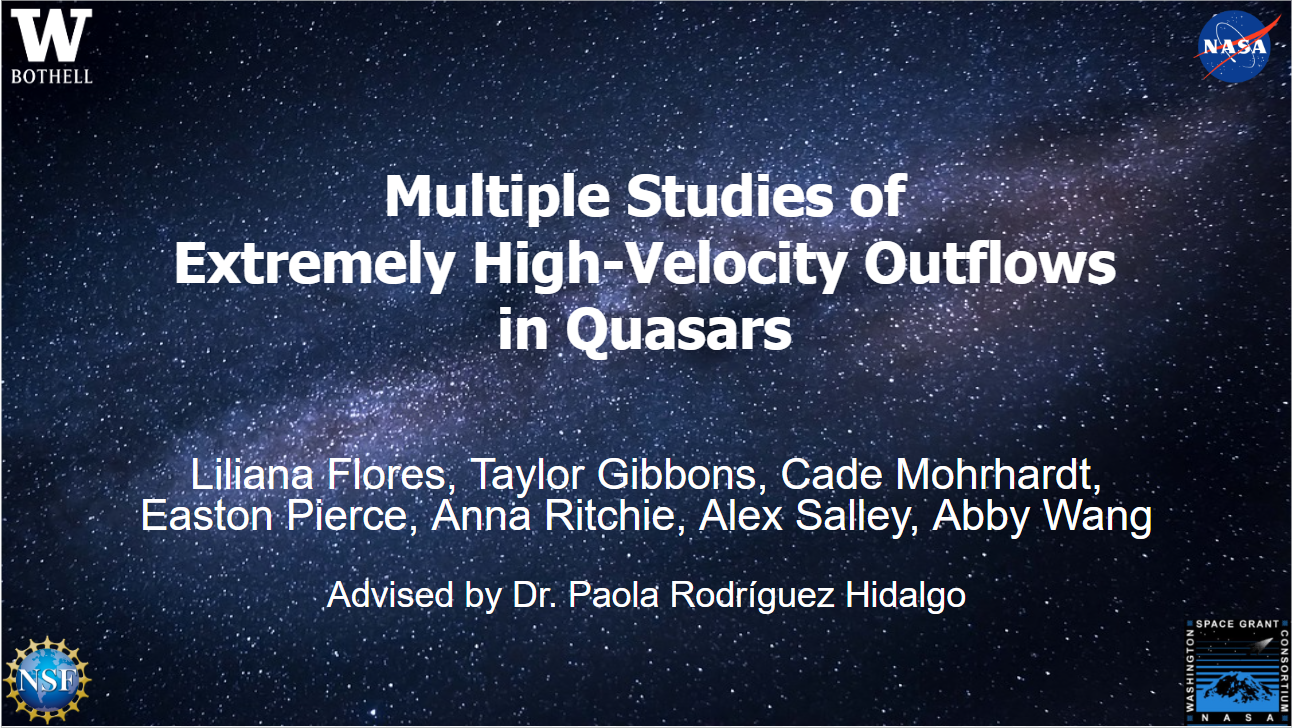 W
BOTHELL
NASA
Multiple Studies of
Extremely High-Velocity Outflows
in Quasars
Liliana Flores, Taylor Gibbons, Cade Mohrhardt,
Easton Pierce, Anna Ritchie, Alex Salley, Abby Wang
Advised by Dr. Paola Rodríguez Hidalgo
NSF
WASHINGTON
SPACE GRANT
CONSORTIUM
NASA